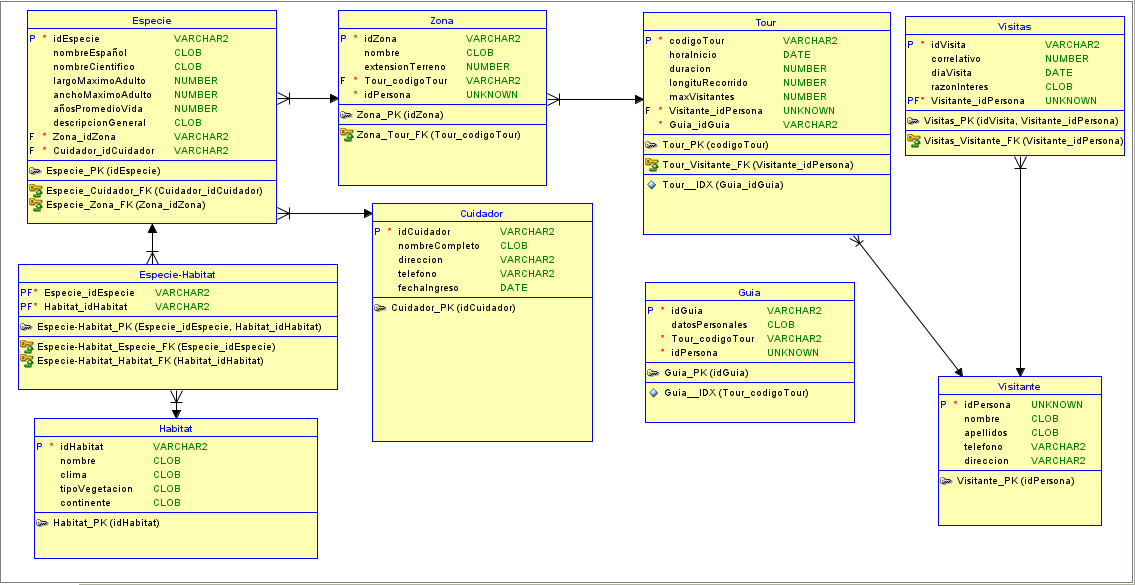 Especie
P * idEspecie VARCHAR2
nombreEspañol CLOB
nombreCientifico CLOB
largoMaximoAdulto NUMBER
anchoMaximoAdulto NUMBER
añosPromedioVida NUMBER
descripcionGeneral CLOB
F * Zona_idZona VARCHAR2
F * Cuidador_idCuidador VARCHAR2
Especie_PK (idEspecie)
Especie_Cuidador_FK (Cuidador_idCuidador)
Especie_Zona_FK (Zona_idZona)
Zona
P * idZona VARCHAR2
nombre CLOB
extensionTerreno NUMBER
F * Tour_codigoTour VARCHAR2
* idPersona UNKNOWN
Zona_PK (idZona)
Zona_Tour_FK (Tour_codigoTour)
Tour
P * codigoTour VARCHAR2
horaInicio DATE
duracion NUMBER
longituRecorrido NUMBER
maxVisitantes NUMBER
F * Visitante_idPersona UNKNOWN
* Guia_idGuia VARCHAR2
Tour_PK (codigoTour)
Tour_Visitante_FK (Visitante_idPersona)
Tour__IDX (Guia_idGuia)
Visitas
P * idVisita VARCHAR2
correlativo NUMBER
diaVisita DATE
razonInteres CLOB
PF* Visitante_idPersona UNKNOWN
Visitas_PK (idVisita, Visitante_idPersona)
Visitas_Visitante_FK (Visitante_idPersona)
Cuidador
P * idCuidador VARCHAR2
nombreCompleto CLOB
direccion VARCHAR2
telefono VARCHAR2
fechaIngreso DATE
Cuidador_PK (idCuidador)
Especie-Habitat
PF* Especie_idEspecie VARCHAR2
PF* Habitat_idHabitat VARCHAR2
Especie-Habitat_PK (Especie_idEspecie, Habitat_idHabitat)
Especie-Habitat_Especie_FK (Especie_idEspecie)
Especie-Habitat_Habitat_FK (Habitat_idHabitat)
Guia
P * idGuia VARCHAR2
datosPersonales CLOB
* Tour_codigoTour VARCHAR2
* idPersona UNKNOWN
Guia_PK (idGuia)
Guia__IDX (Tour_codigoTour)
Visitante
P * idPersona UNKNOWN
nombre CLOB
apellidos CLOB
telefono VARCHAR2
direccion VARCHAR2
Visitante_PK (idPersona)
Habitat
P * idHabitat VARCHAR2
nombre CLOB
clima CLOB
tipoVegetacion CLOB
continente CLOB
Habitat_PK (idHabitat)